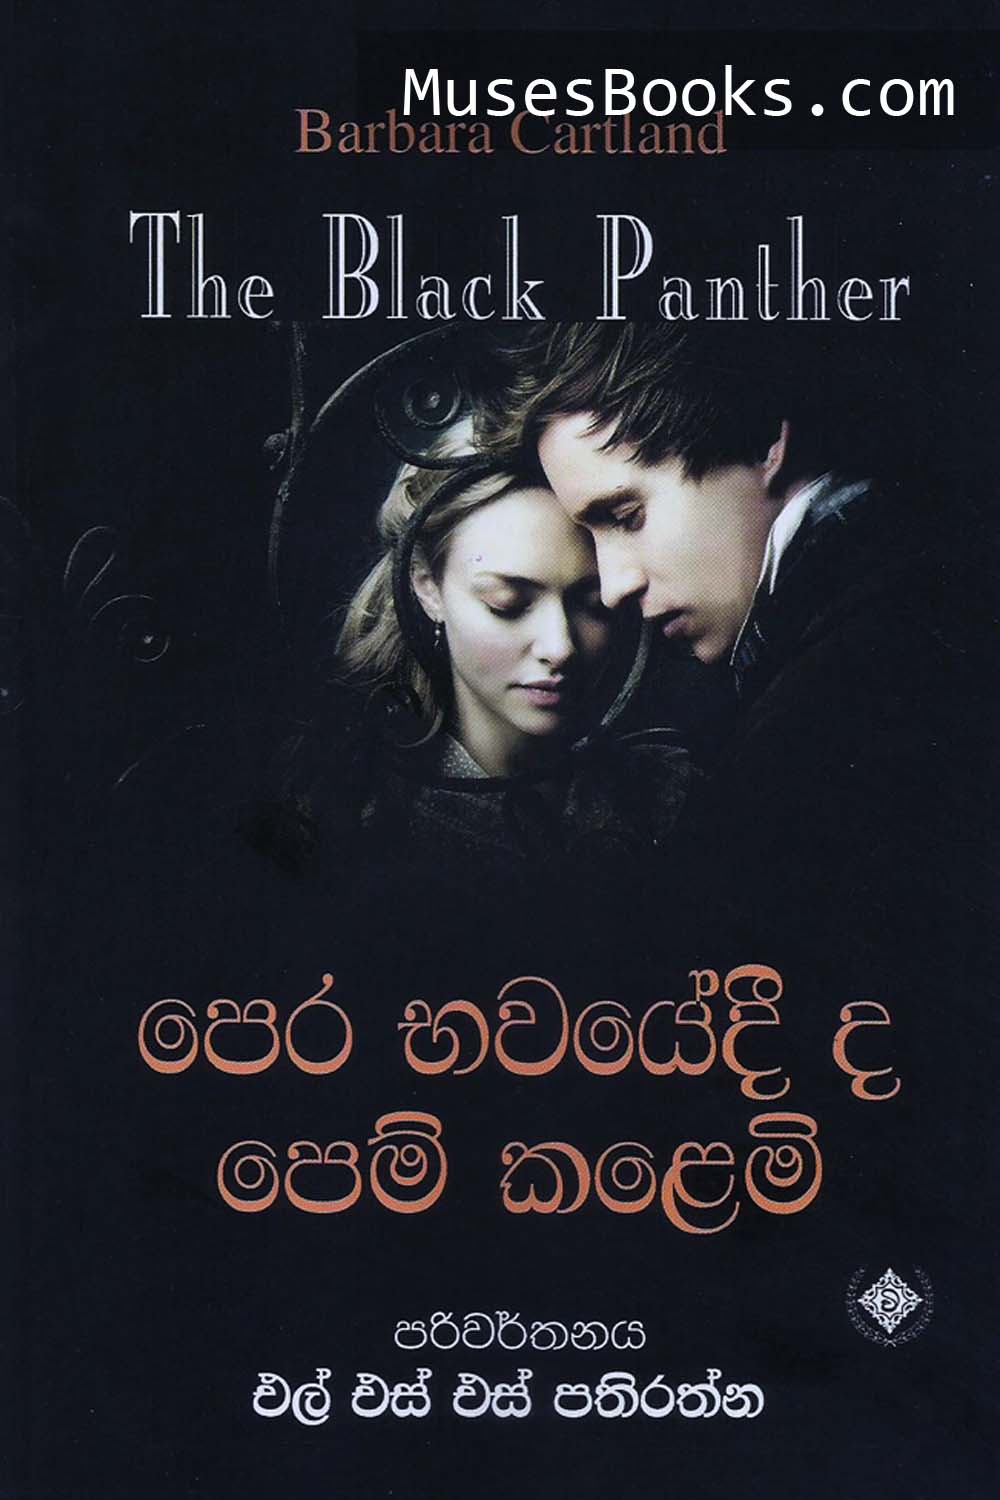 MusesBooks.com
Barbara Cartland
The Black Panther
පෙර භවයේදී ද
පෙම් කළෙමි
පරිවර්තනය
එල් එස් එස් පතිරත්න